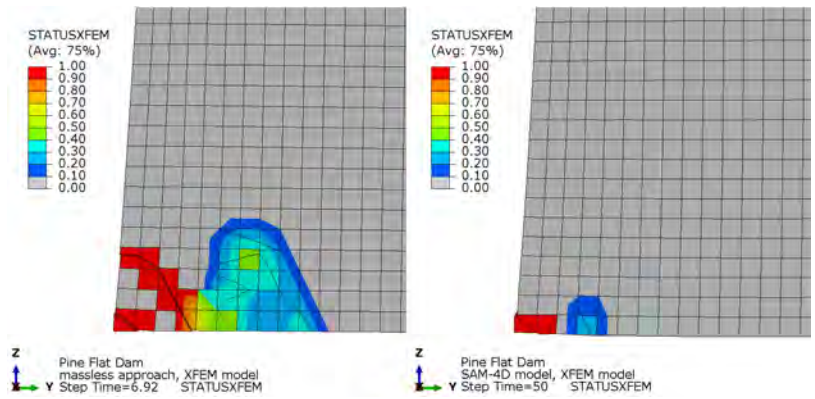 STATUSXFEM
(Avg: 75%)
1.00
0.90
0.80
0.70
0.60
0.50
0.40
0.30
0.20
0.10
0.00
Z
X
Y
Pine Flat Dam
massless approach, XFEM model
Step Time=6.92 STATUSXFEM
STATUSXFEM
(Avg: 75%)
1.00
0.90
0.80
0.70
0.60
0.50
0.40
0.30
0.20
0.10
0.00
Z
X
Y
Pine Flat Dam
SAM-4D model, XFEM model
Step Time=50 STATUSXFEM